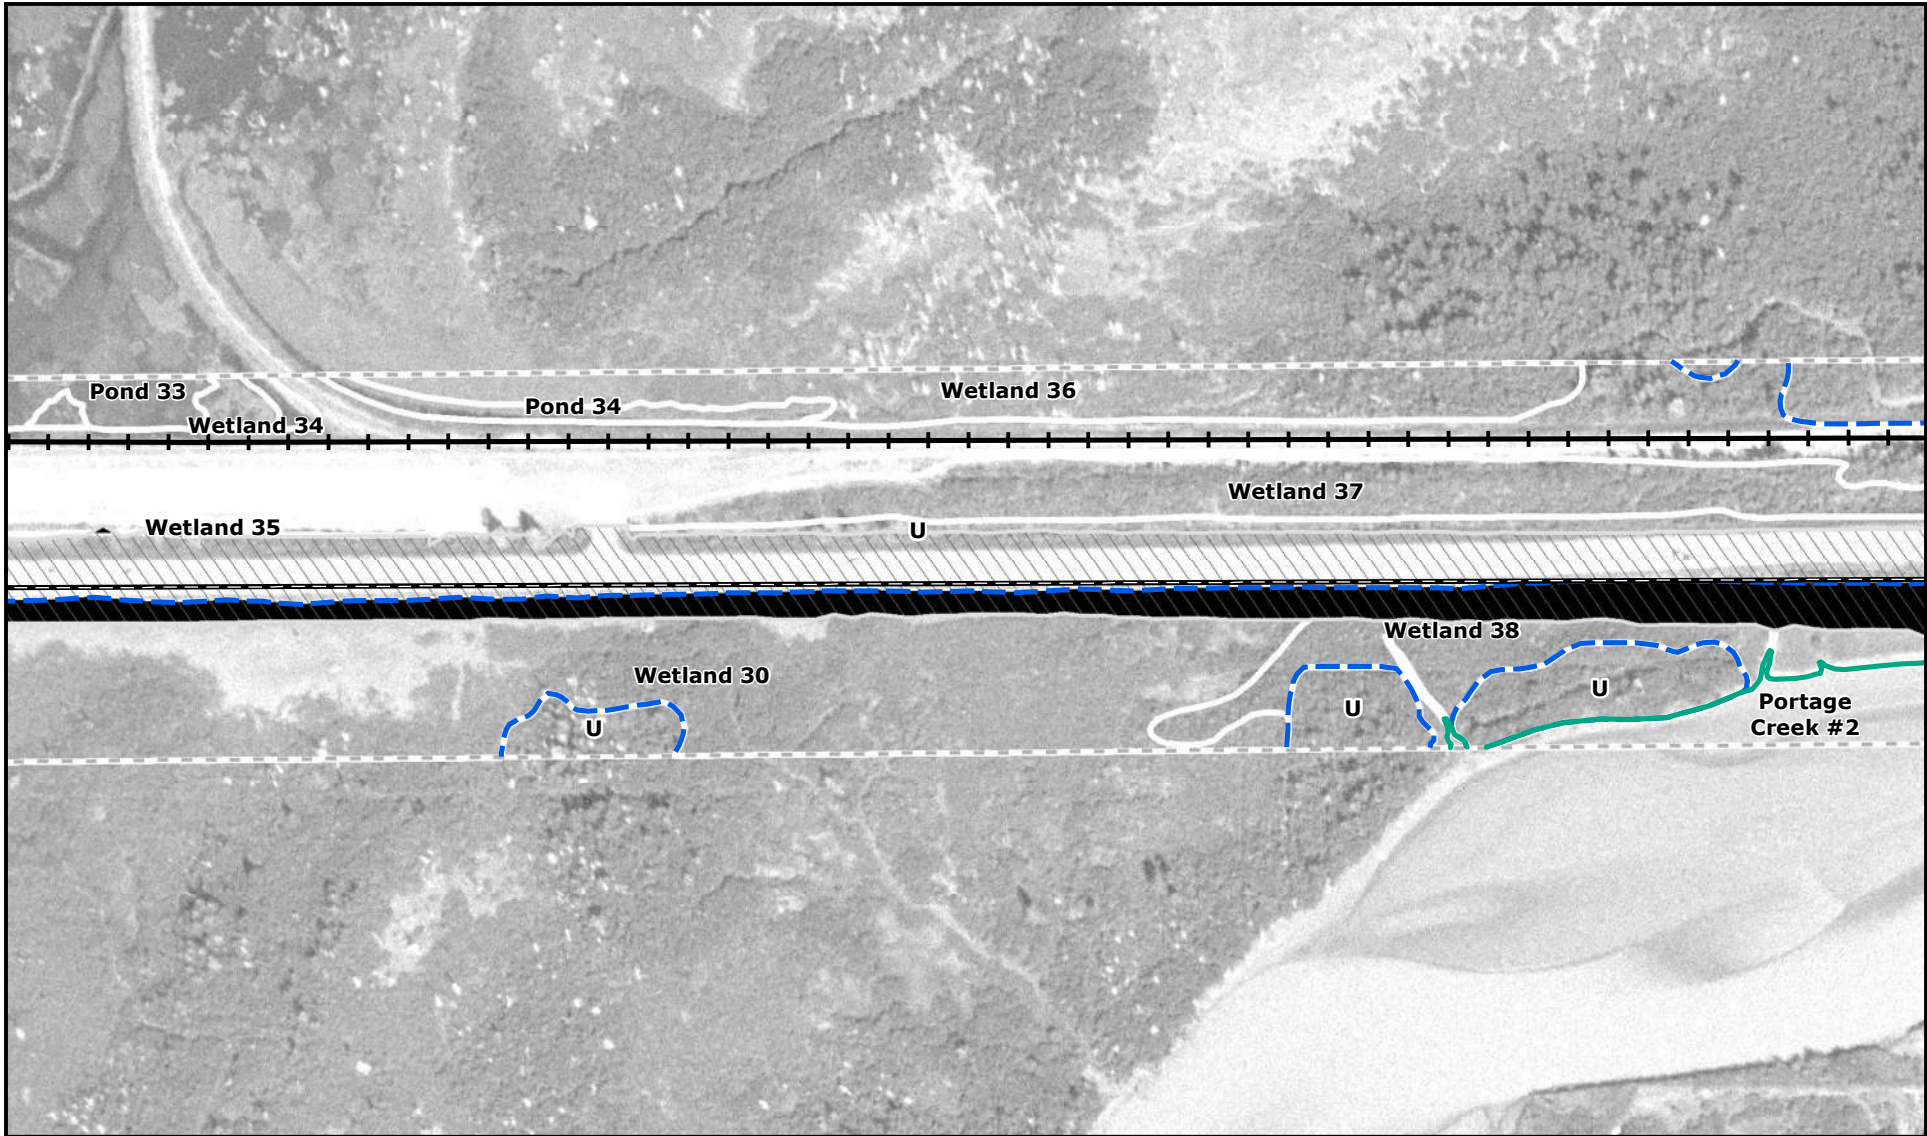 Pond 33
Wetland 36
Pond 34
Wetland 34
Wetland 37
Wetland 35
U
Wetland 38
Wetland 30
U
U
U
Portage
Creek #2